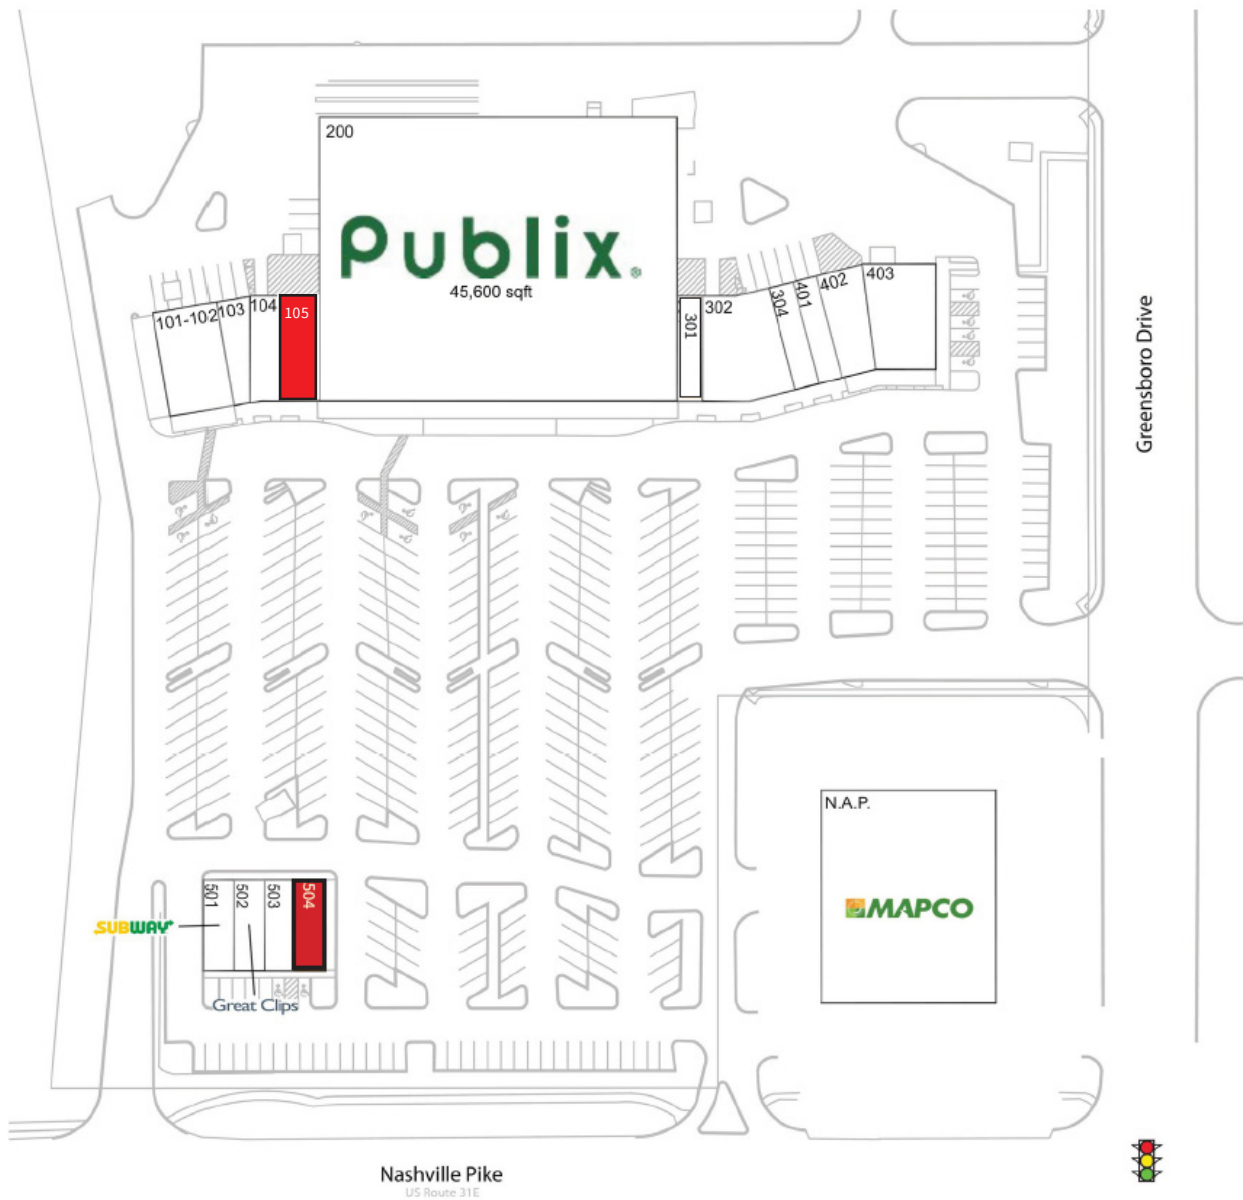 200
Publix.
45,600 sqft
101-102
103
104
105
301
302
304
401
402
403
Greensboro Drive
N.A.P.
MAPCO
501
502
503
504
SUBWAY
Great Clips
Nashville Pike
US Route 31E